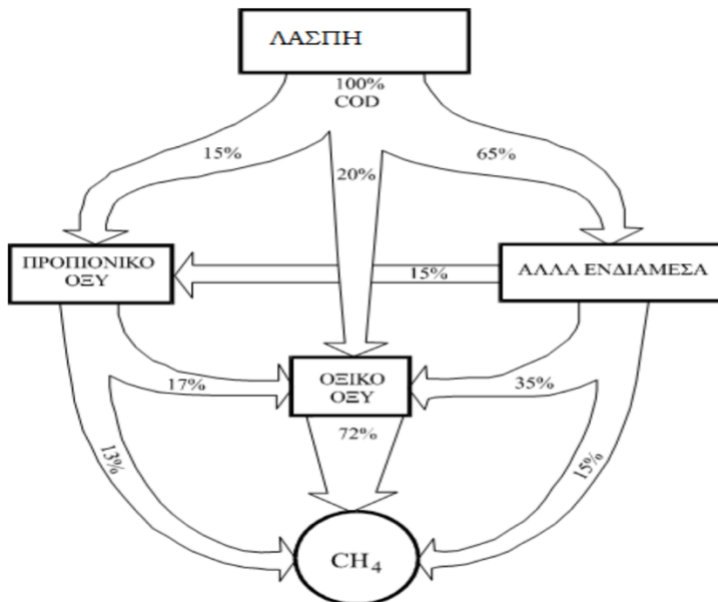 ΛΑΣΠΗ
100%
COD
15%
20%
65%
ΠΡΟΠΙΟΝΙΚΟ
ΟΞΥ
15%
ΑΛΛΑ ΕΝΔΙΑΜΕΣΑ
17%
ΟΞΙΚΟ
ΟΞΥ
35%
72%
13%
15%
CH₄